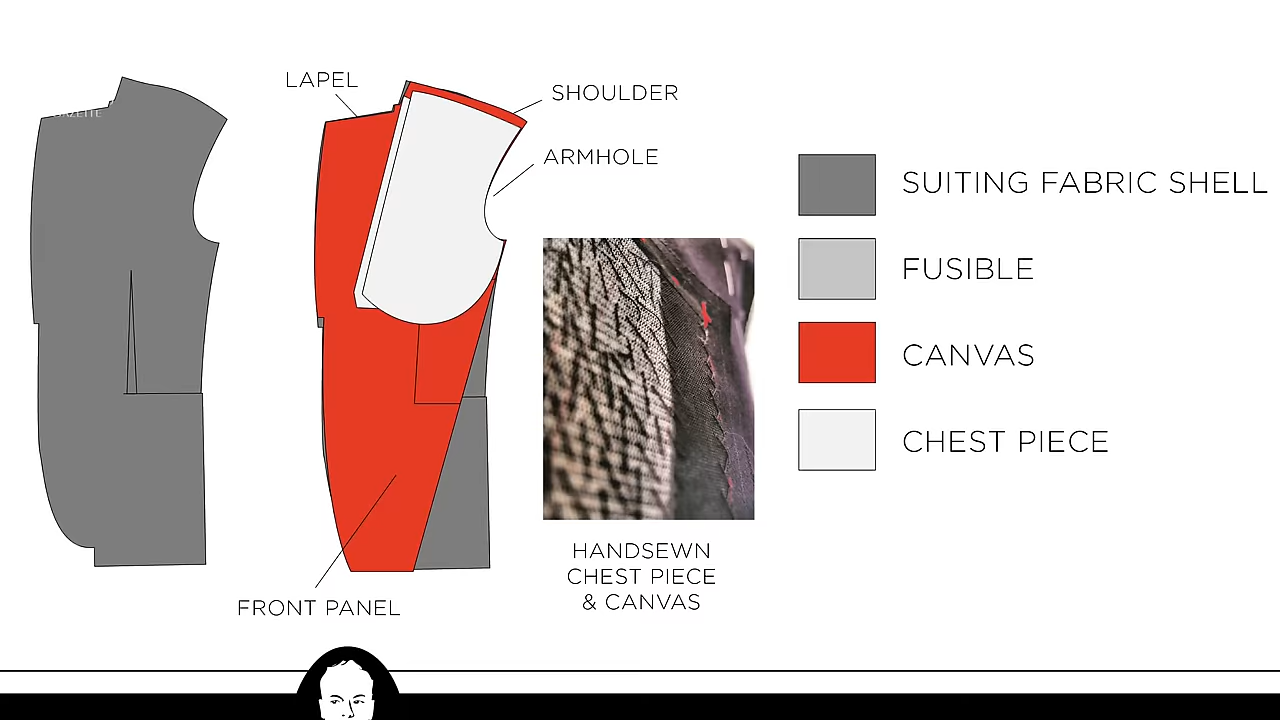 LAPEL
SHOULDER
ARMHOLE
FRONT PANEL
HANDSEWN
CHEST PIECE
& CANVAS
SUITING FABRIC SHELL
FUSIBLE
CANVAS
CHEST PIECE